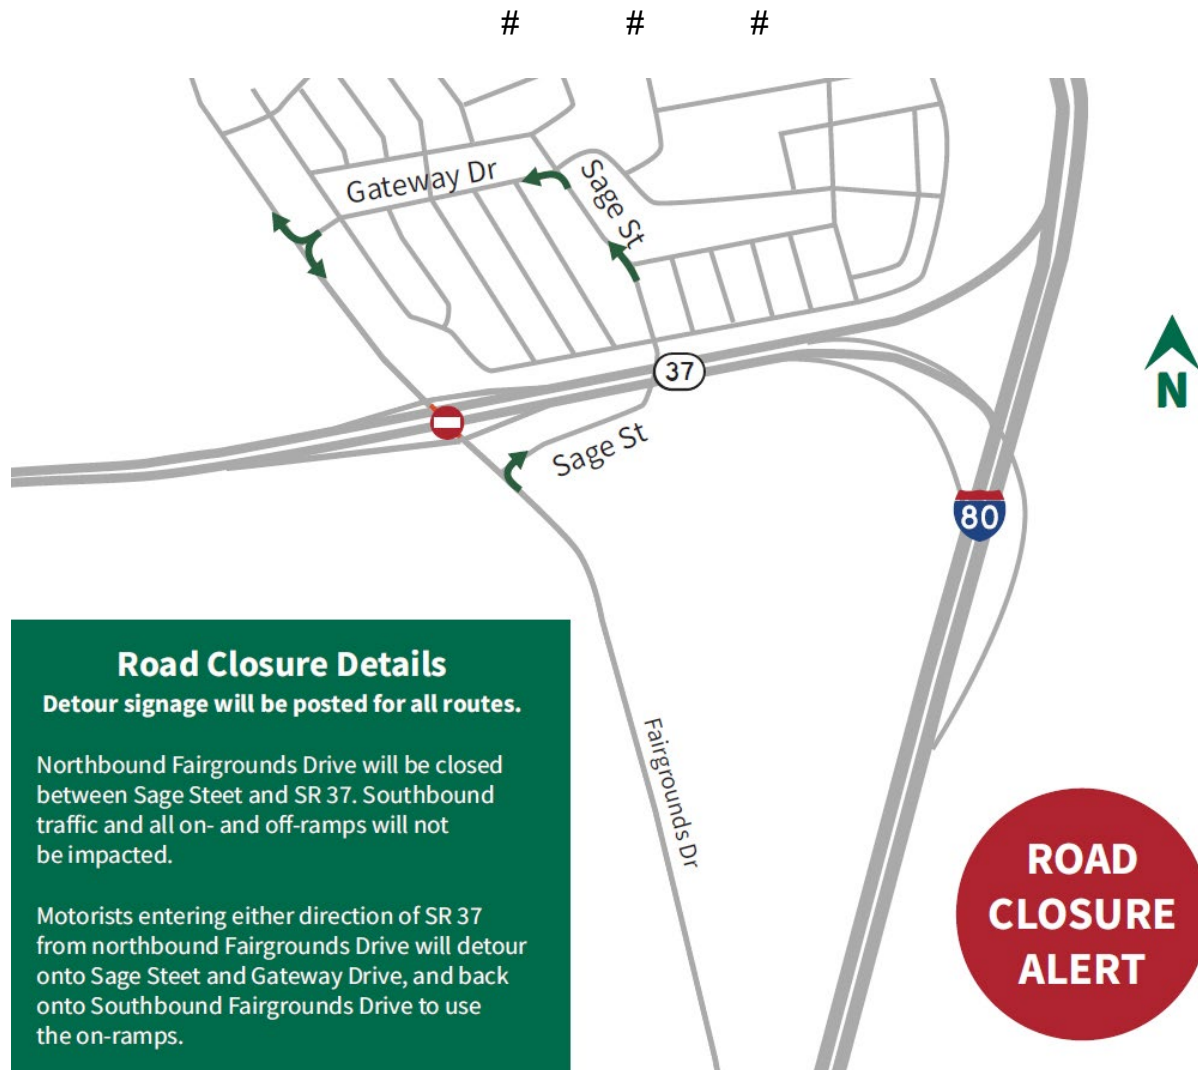 # # #
Gateway Dr
Sage St
37
Sage St
N
80
Fairgrounds Dr
Road Closure Details
Detour signage will be posted for all routes.
Northbound Fairgrounds Drive will be closed
between Sage Steet and SR 37. Southbound
traffic and all on- and off-ramps will not
be impacted.
Motorists entering either direction of SR 37
from northbound Fairgrounds Drive will detour
onto Sage Steet and Gateway Drive, and back
onto Southbound Fairgrounds Drive to use
the on-ramps.
ROAD
CLOSURE
ALERT